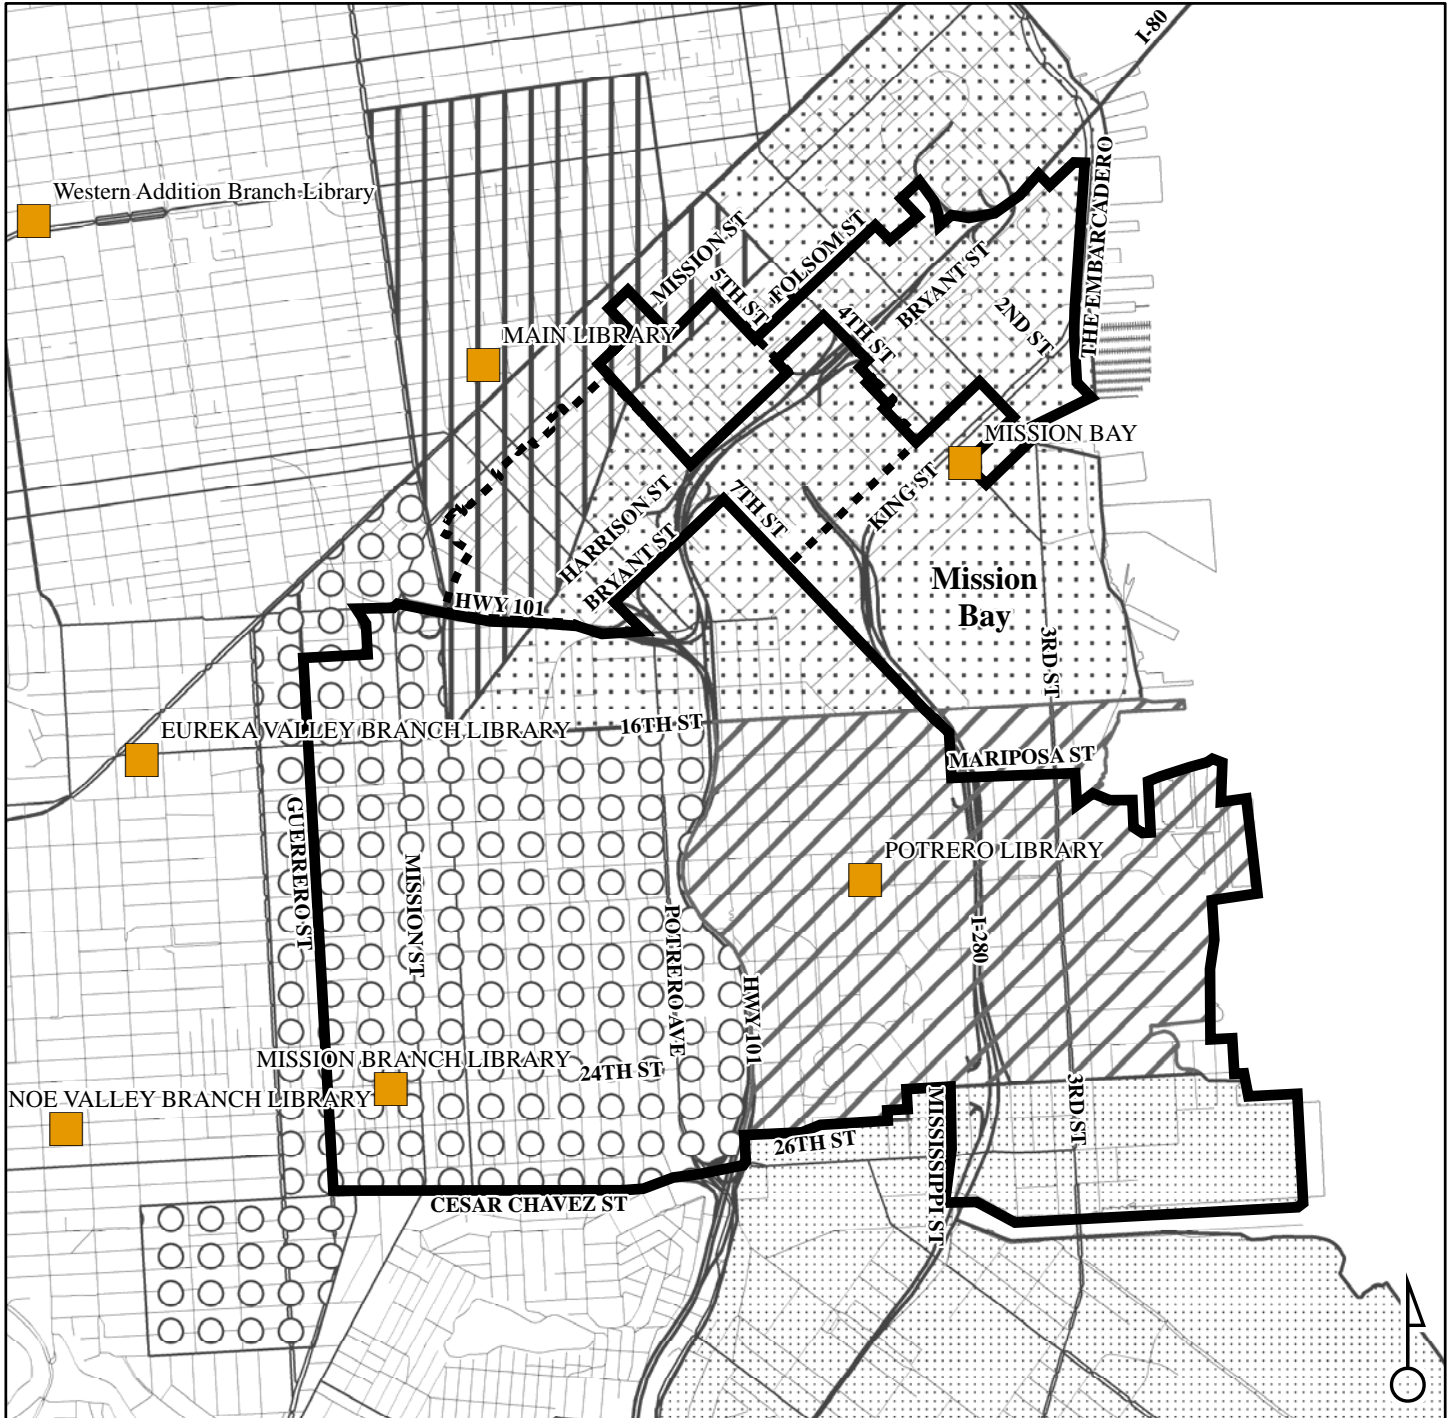 I-80
THE EMBARCADERO
Western Addition Branch Library
MISSION ST
FOLSOM ST
5TH ST
BRYANT ST
4TH ST
2ND ST
MAIN LIBRARY
MISSION BAY
KING ST
7TH ST
HARRISON ST
BRYANT ST
HWY 101
Mission
Bay
3RD ST
EUREKA VALLEY BRANCH LIBRARY
16TH ST
MARIPOSA ST
GUERRERO ST
MISSION ST
POTRERO LIBRARY
POTRERO AVE
I-280
HWY 101
MISSION BRANCH LIBRARY
24TH ST
NOE VALLEY BRANCH LIBRARY
3RD ST
26TH ST
MISSISSIPPI ST
CESAR CHAVEZ ST